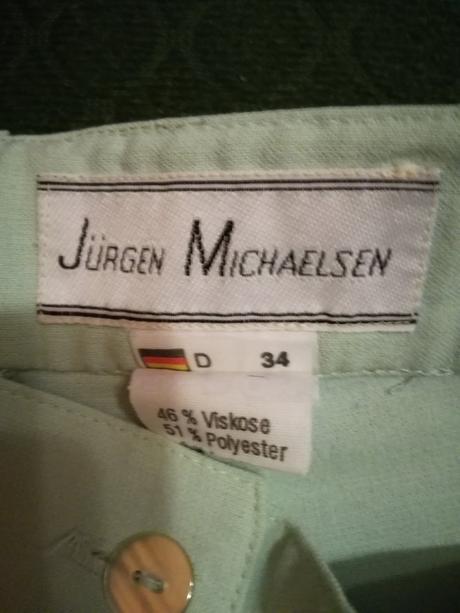 JÜRGEN MICHAELSEN
D 34
46 % Viskose
51 % Polyester